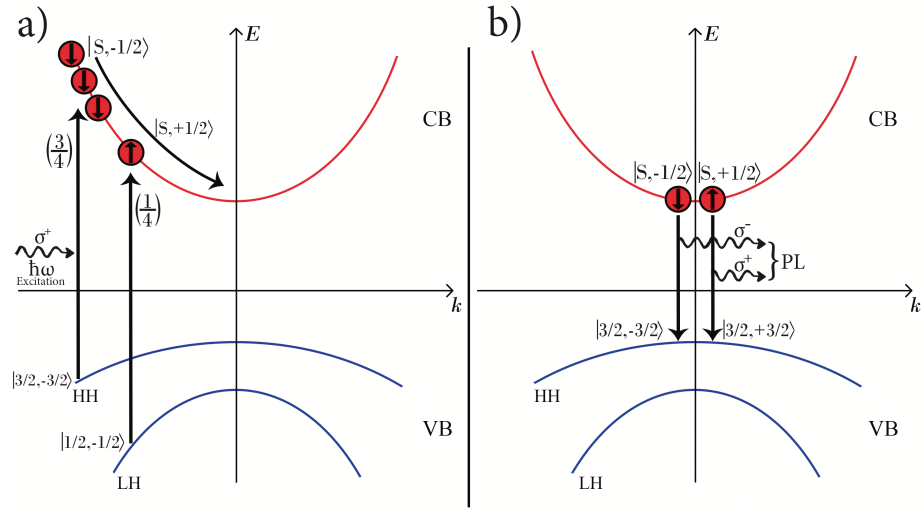 a)
E
|S,-1/2⟩
|S,+1/2⟩
CB
(3/4)
(1/4)
σ+
ħω
Excitation
k
|3/2,-3/2⟩
HH
|1/2,-1/2⟩
VB
LH
b)
E
CB
|S,-1/2⟩ |S,+1/2⟩
σ-
σ+
} PL
k
|3/2,-3/2⟩ |3/2,+3/2⟩
HH
VB
LH